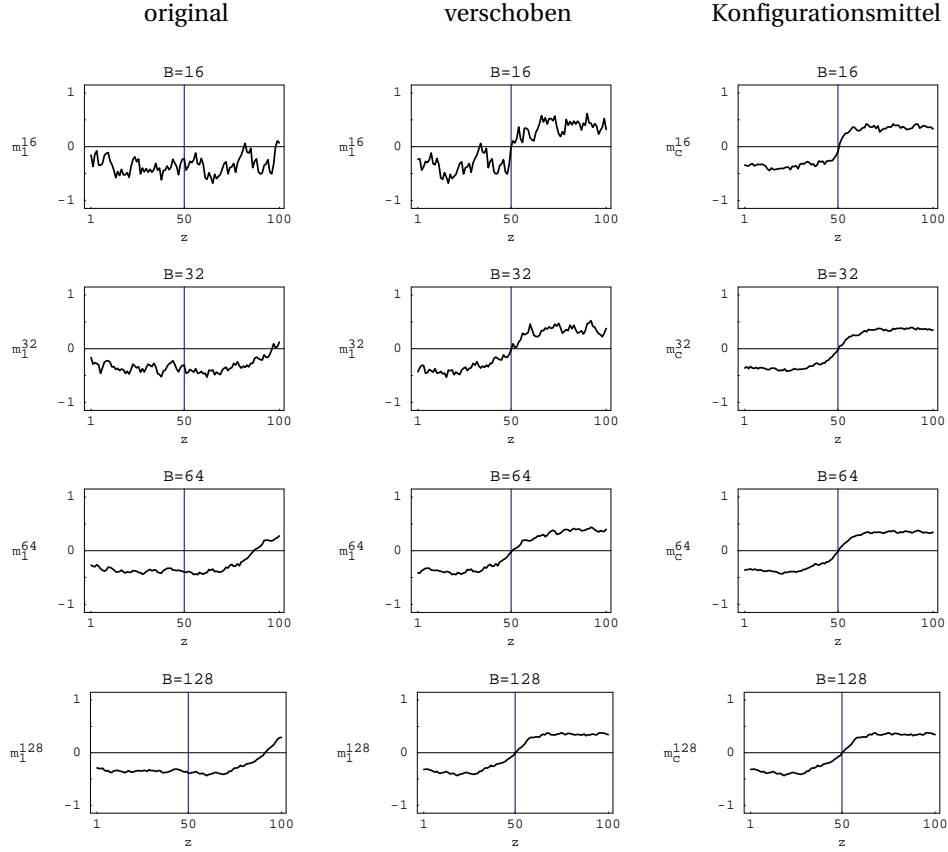 original verschoben Konfigurationsmittel
B=16 B=16 B=16
1 1 1
m_1^16 0 m_1^16 0 m_c^16 0
-1 -1 -1
1 50 100 1 50 100 1 50 100
z z z
B=32 B=32 B=32
1 1 1
m_1^32 0 m_1^32 0 m_c^32 0
-1 -1 -1
1 50 100 1 50 100 1 50 100
z z z
B=64 B=64 B=64
1 1 1
m_1^64 0 m_1^64 0 m_c^64 0
-1 -1 -1
1 50 100 1 50 100 1 50 100
z z z
B=128 B=128 B=128
1 1 1
m_1^128 0 m_1^128 0 m_c^128 0
-1 -1 -1
1 50 100 1 50 100 1 50 100
z z z